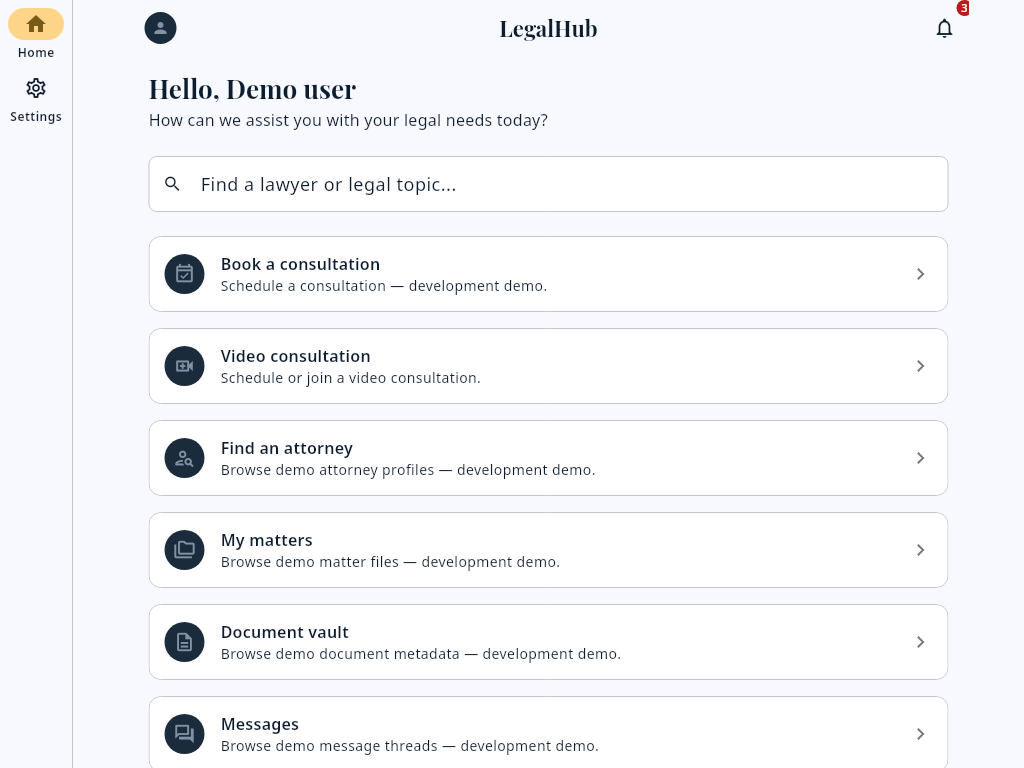 Home
Settings
LegalHub
3
Hello, Demo user
How can we assist you with your legal needs today?
Find a lawyer or legal topic...
Book a consultation
Schedule a consultation — development demo.
Video consultation
Schedule or join a video consultation.
Find an attorney
Browse demo attorney profiles — development demo.
My matters
Browse demo matter files — development demo.
Document vault
Browse demo document metadata — development demo.
Messages
Browse demo message threads — development demo.